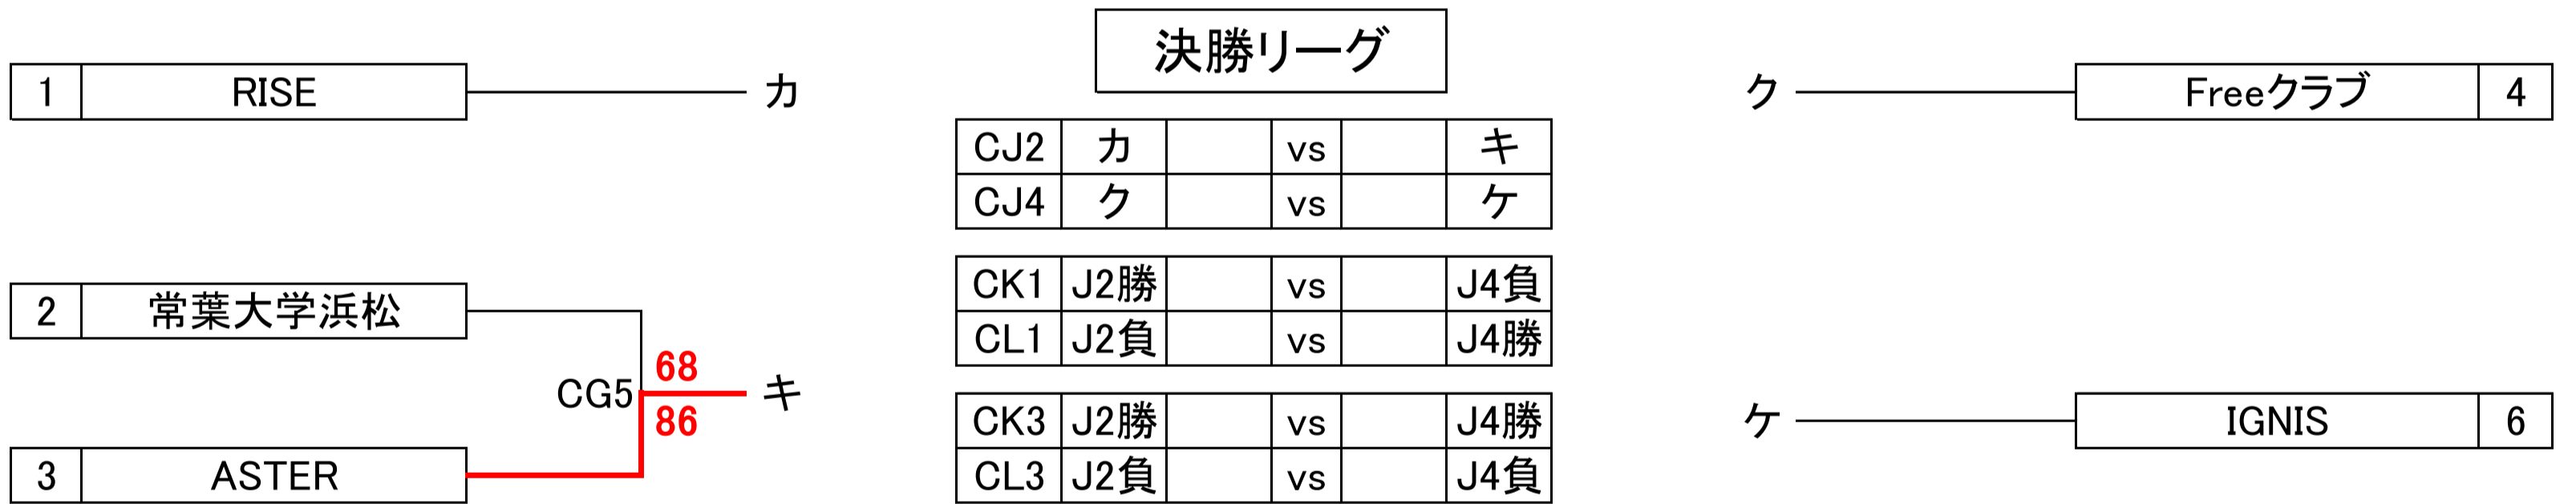 決勝リーグ
1 RISE カ
ク Freeクラブ 4
CJ2 カ vs キ
CJ4 ク vs ケ
2 常葉大学浜松
CK1 J2勝 vs J4負
CL1 J2負 vs J4勝
68
CG5 キ
86
CK3 J2勝 vs J4勝
CL3 J2負 vs J4負
ケ IGNIS 6
3 ASTER